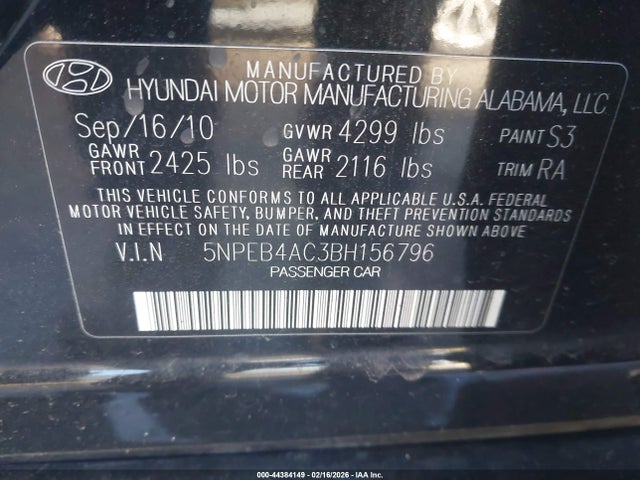 MANUFACTURED BY
HYUNDAI MOTOR MANUFACTURING ALABAMA, LLC
Sep/16/10 GVWR 4299 lbs PAINT S3
GAWR FRONT 2425 lbs GAWR REAR 2116 lbs TRIM RA
THIS VEHICLE CONFORMS TO ALL APPLICABLE U.S.A. FEDERAL
MOTOR VEHICLE SAFETY, BUMPER, AND THEFT PREVENTION STANDARDS
IN EFFECT ON THE DATE OF MANUFACTURE SHOWN ABOVE.
V.I.N 5NPEB4AC3BH156796
PASSENGER CAR
000-44384149 - 02/16/2026 - IAA Inc.